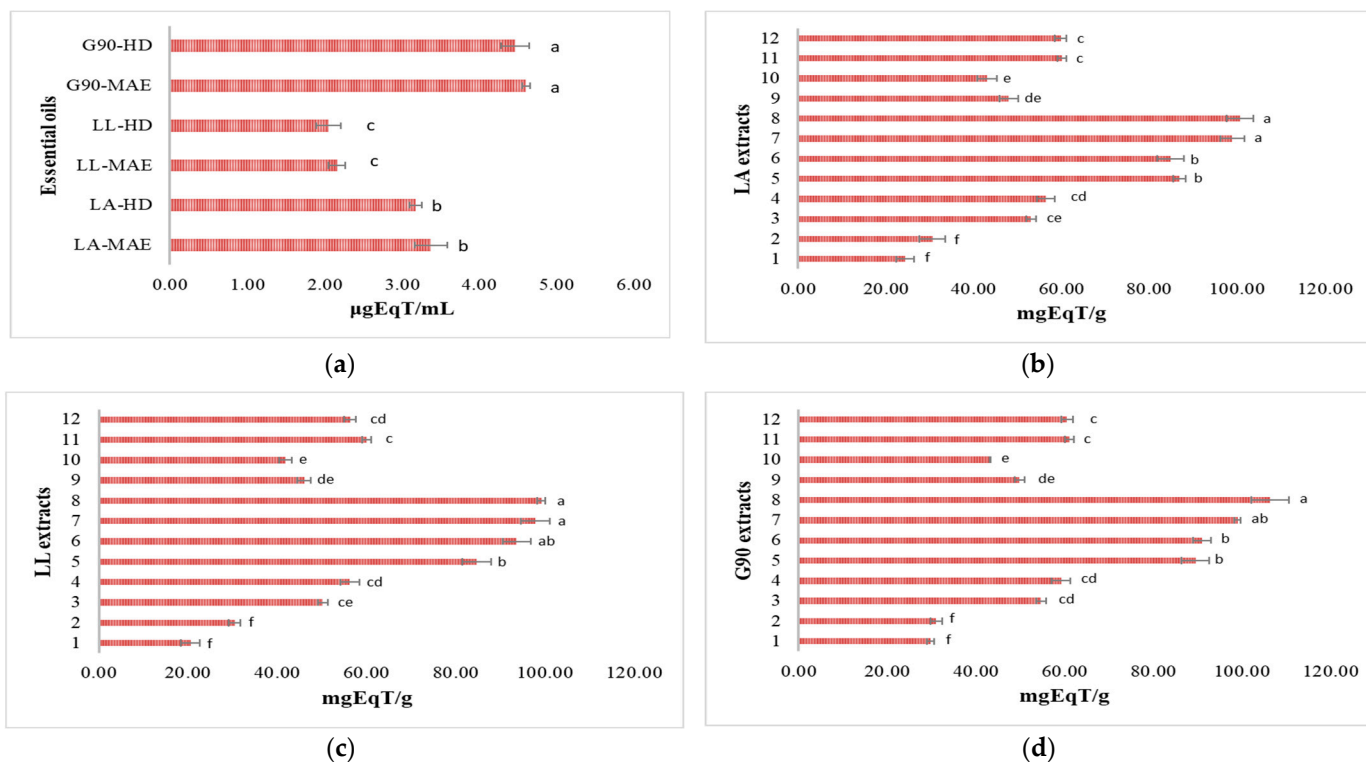 G90-HD a
G90-MAE a
LL-HD c
LL-MAE c
LA-HD b
LA-MAE b
Essential oils
0.00 1.00 2.00 3.00 4.00 5.00 6.00
µgEqT/mL
(a)
12 c
11 c
10 e
9 de
8 a
7 a
6 b
5 b
4 cd
3 ce
2 f
1 f
LA extracts
0.00 20.00 40.00 60.00 80.00 100.00 120.00
mgEqT/g
(b)
12 cd
11 c
10 e
9 de
8 a
7 a
6 ab
5 b
4 cd
3 ce
2 f
1 f
LL extracts
0.00 20.00 40.00 60.00 80.00 100.00 120.00
mgEqT/g
(c)
12 c
11 c
10 e
9 de
8 a
7 ab
6 b
5 b
4 cd
3 cd
2 f
1 f
G90 extracts
0.00 20.00 40.00 60.00 80.00 100.00 120.00
mgEqT/g
(d)